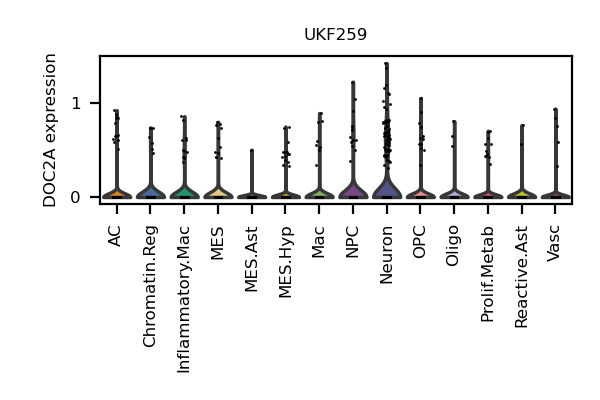 UKF259
DOC2A expression
1
0
AC
Chromatin.Reg
Inflammatory.Mac
MES
MES.Ast
MES.Hyp
Mac
NPC
Neuron
OPC
Oligo
Prolif.Metab
Reactive.Ast
Vasc